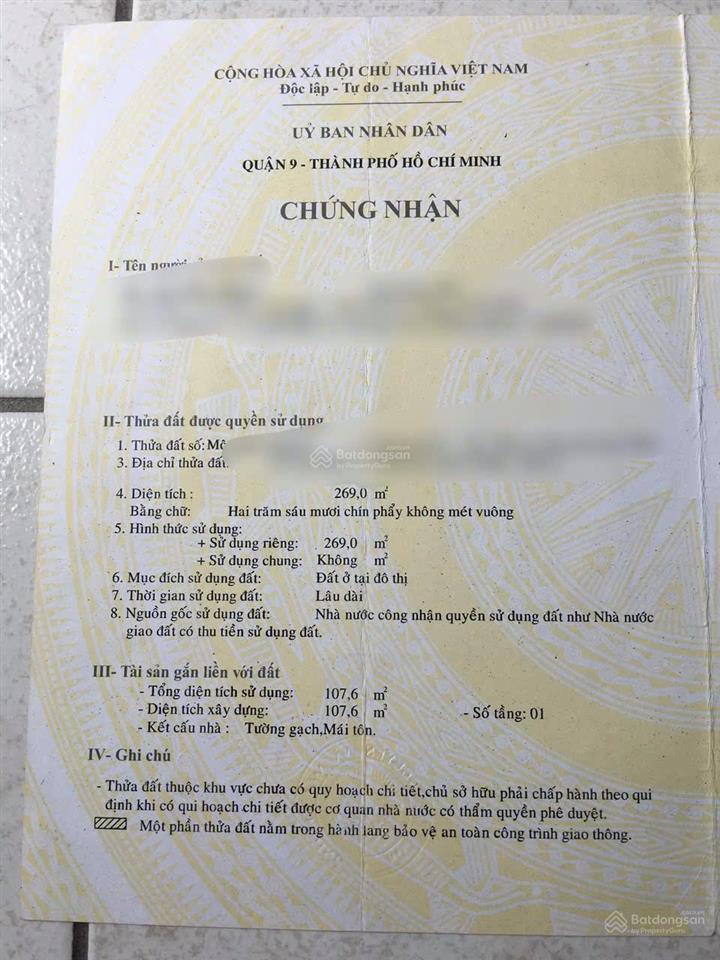 CỘNG HÒA XÃ HỘI CHỦ NGHĨA VIỆT NAM
Độc lập - Tự do - Hạnh phúc
UỶ BAN NHÂN DÂN
QUẬN 9 - THÀNH PHỐ HỒ CHÍ MINH
CHỨNG NHẬN
I- Tên người
II- Thửa đất được quyền sử dụng
1. Thửa đất số:
3. Địa chỉ thửa đất.
Batdongsan
by PropertyGuru
4. Diện tích : 269,0 m²
Bằng chữ: Hai trăm sáu mươi chín phẩy không mét vuông
5. Hình thức sử dụng:
+ Sử dụng riêng: 269,0 m²
+ Sử dụng chung: Không m²
6. Mục đích sử dụng đất: Đất ở tại đô thị
7. Thời gian sử dụng đất: Lâu dài
8. Nguồn gốc sử dụng đất: Nhà nước công nhận quyền sử dụng đất như Nhà nước
giao đất có thu tiền sử dụng đất.
III- Tài sản gắn liền với đất
- Tổng diện tích sử dụng: 107,6 m²
- Diện tích xây dựng: 107,6 m² - Số tầng: 01
- Kết cấu nhà : Tường gạch,Mái tôn.
IV- Ghi chú
- Thửa đất thuộc khu vực chưa có quy hoạch chi tiết,chủ sở hữu phải chấp hành theo qui
định khi có qui hoạch chi tiết được cơ quan nhà nước có thẩm quyền phê duyệt.
Một phần thửa đất nằm trong hành lang bảo vệ an toàn công trình giao thông.
Batdongsan
by PropertyGuru